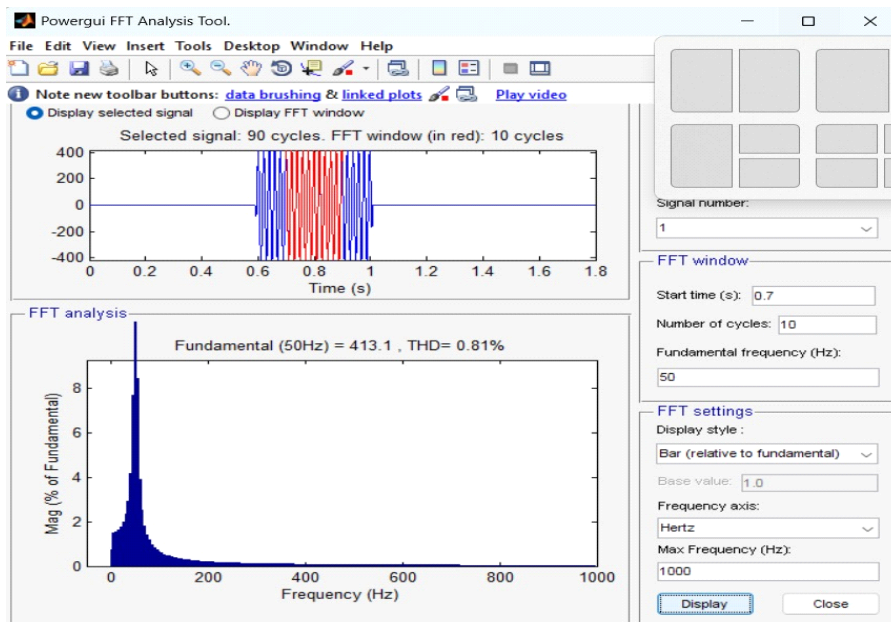 Powergui FFT Analysis Tool.
File Edit View Insert Tools Desktop Window Help
Note new toolbar buttons: data brushing & linked plots Play video
Display selected signal Display FFT window
Selected signal: 90 cycles. FFT window (in red): 10 cycles
400
200
0
-200
-400
0 0.2 0.4 0.6 0.8 1 1.2 1.4 1.6 1.8
Time (s)
FFT analysis
Fundamental (50Hz) = 413.1 , THD= 0.81%
Mag (% of Fundamental)
8
6
4
2
0
0 200 400 600 800 1000
Frequency (Hz)
Signal number:
1
FFT window
Start time (s): 0.7
Number of cycles: 10
Fundamental frequency (Hz):
50
FFT settings
Display style :
Bar (relative to fundamental)
Base value: 1.0
Frequency axis:
Hertz
Max Frequency (Hz):
1000
Display Close